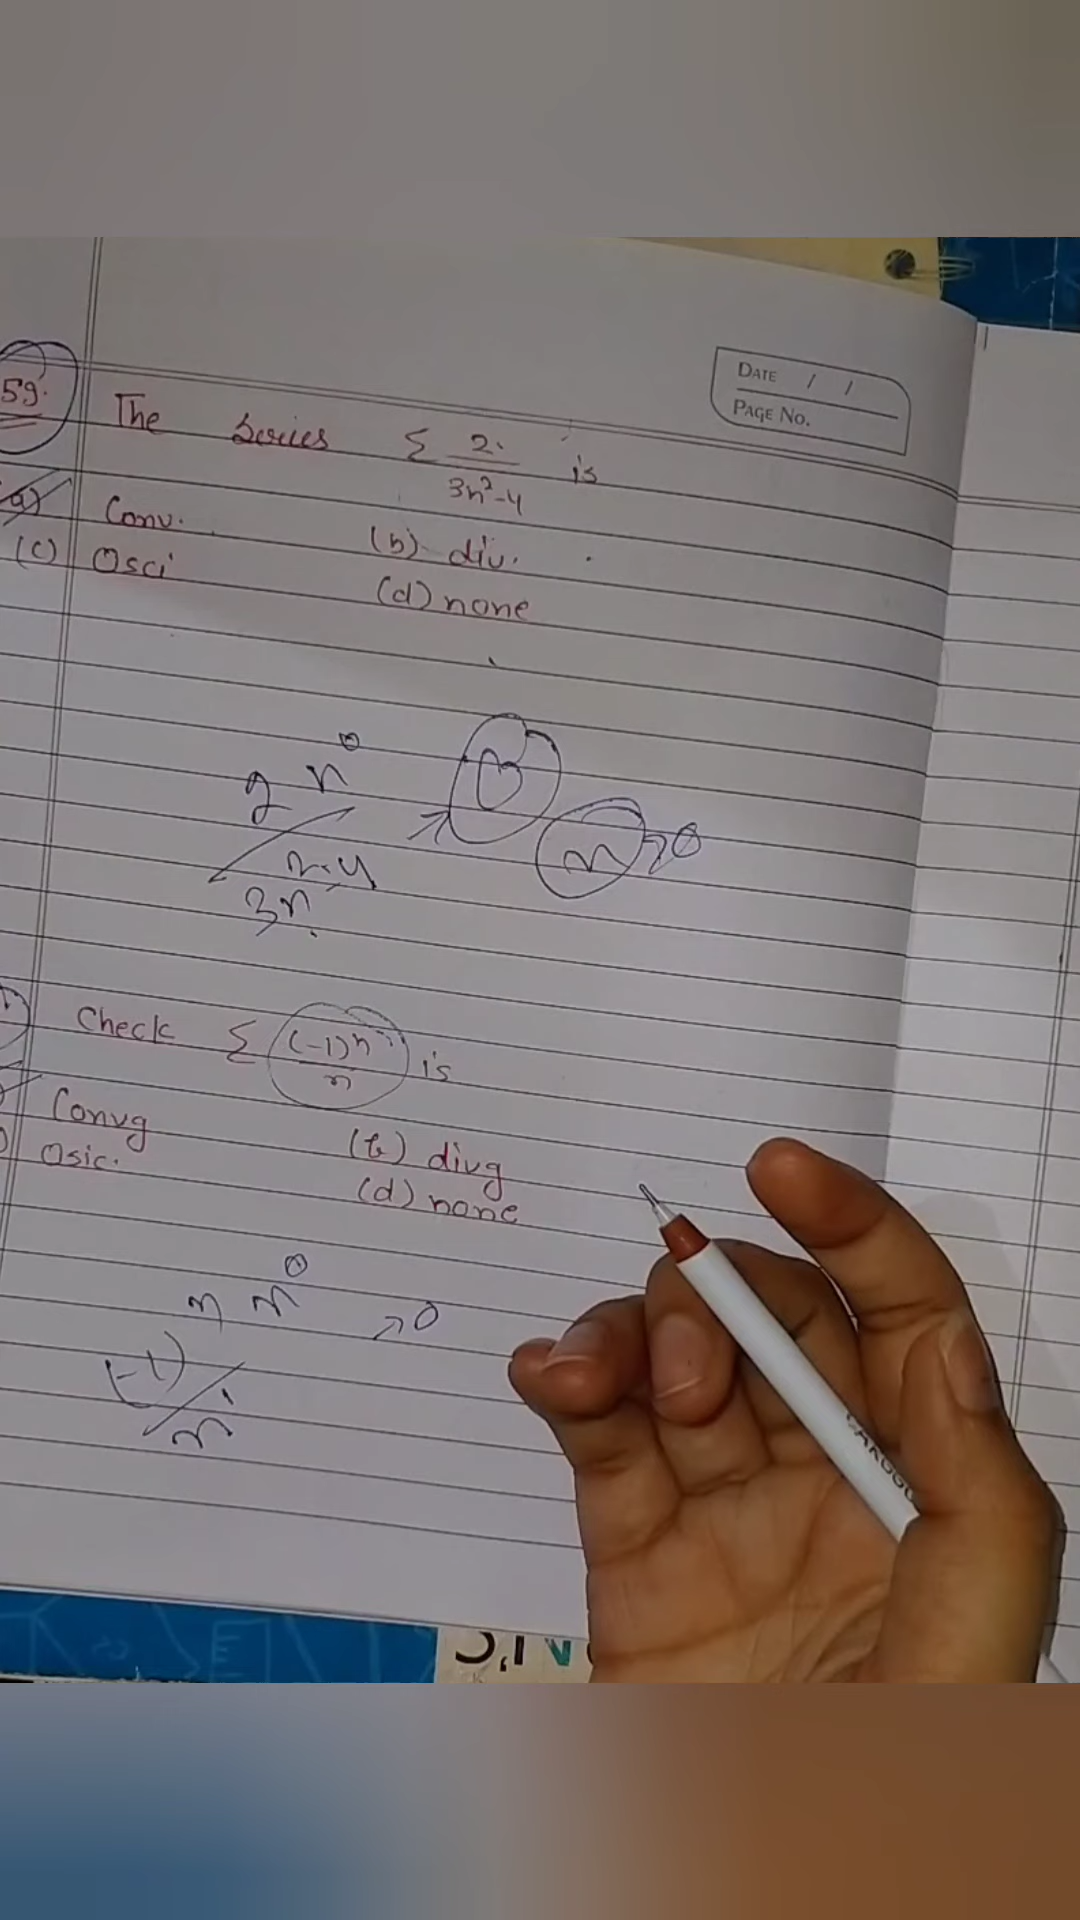 DATE / /
PAGE No.
59.
The Series Σ 2. / 3n²-4 is
(a) Conv. (b) div.
(c) Osci (d) none
2 n⁰ → 0
3n²-4
n → 0
Check Σ (-1)ⁿ / n is
Convg (b) divg
Osic. (d) none
(-1)ⁿ n⁰ → 0
n¹